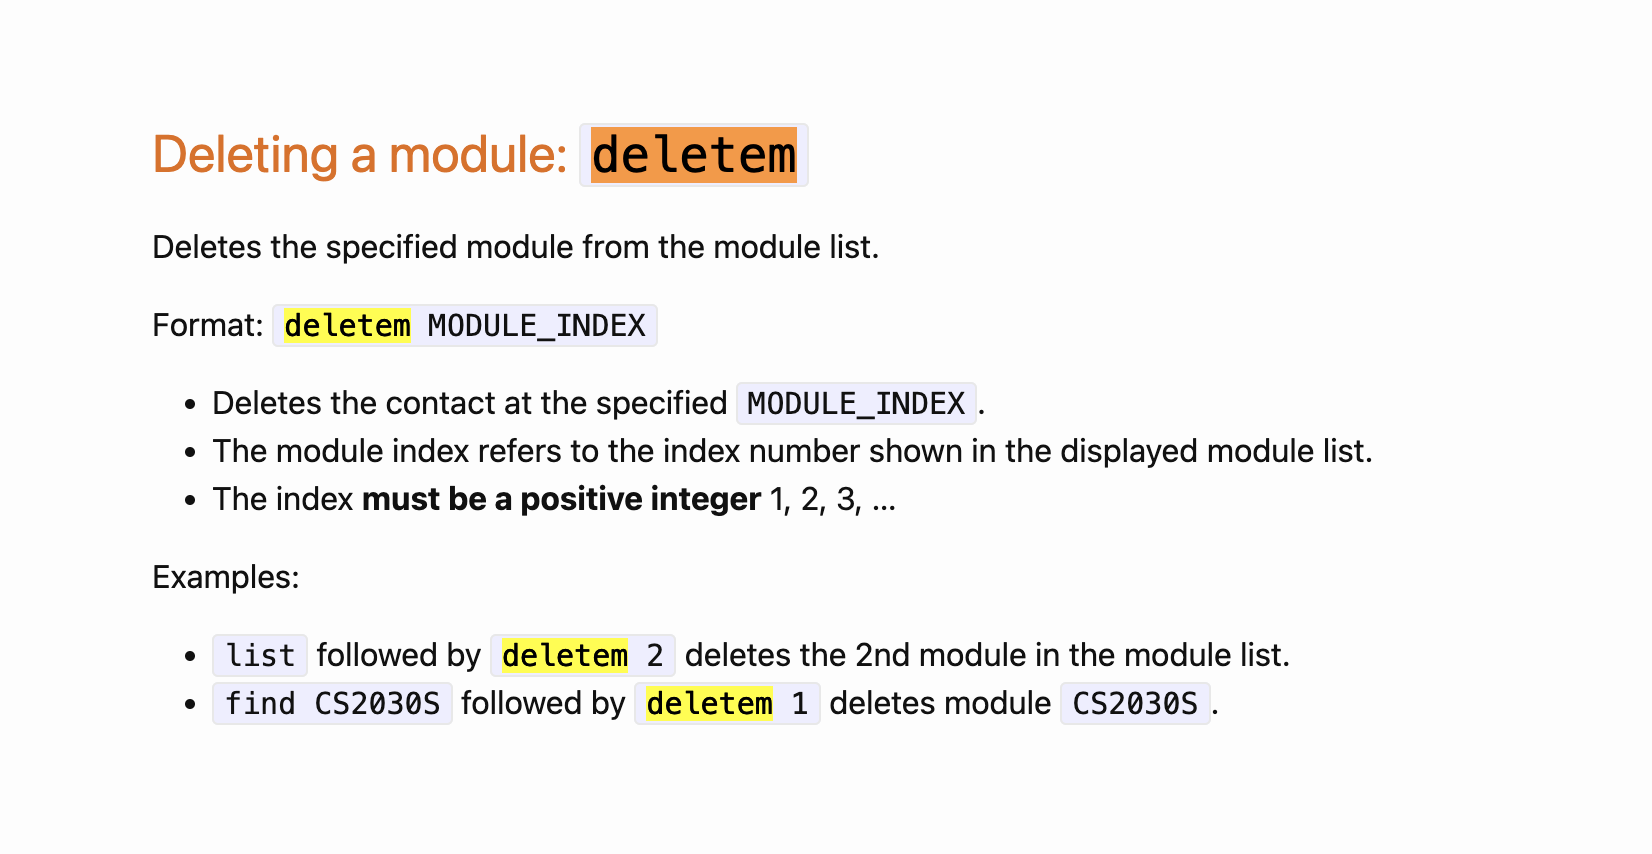 Deleting a module: deletem
Deletes the specified module from the module list.
Format: deletem MODULE_INDEX
• Deletes the contact at the specified MODULE_INDEX.
• The module index refers to the index number shown in the displayed module list.
• The index must be a positive integer 1, 2, 3, …
Examples:
• list followed by deletem 2 deletes the 2nd module in the module list.
• find CS2030S followed by deletem 1 deletes module CS2030S.